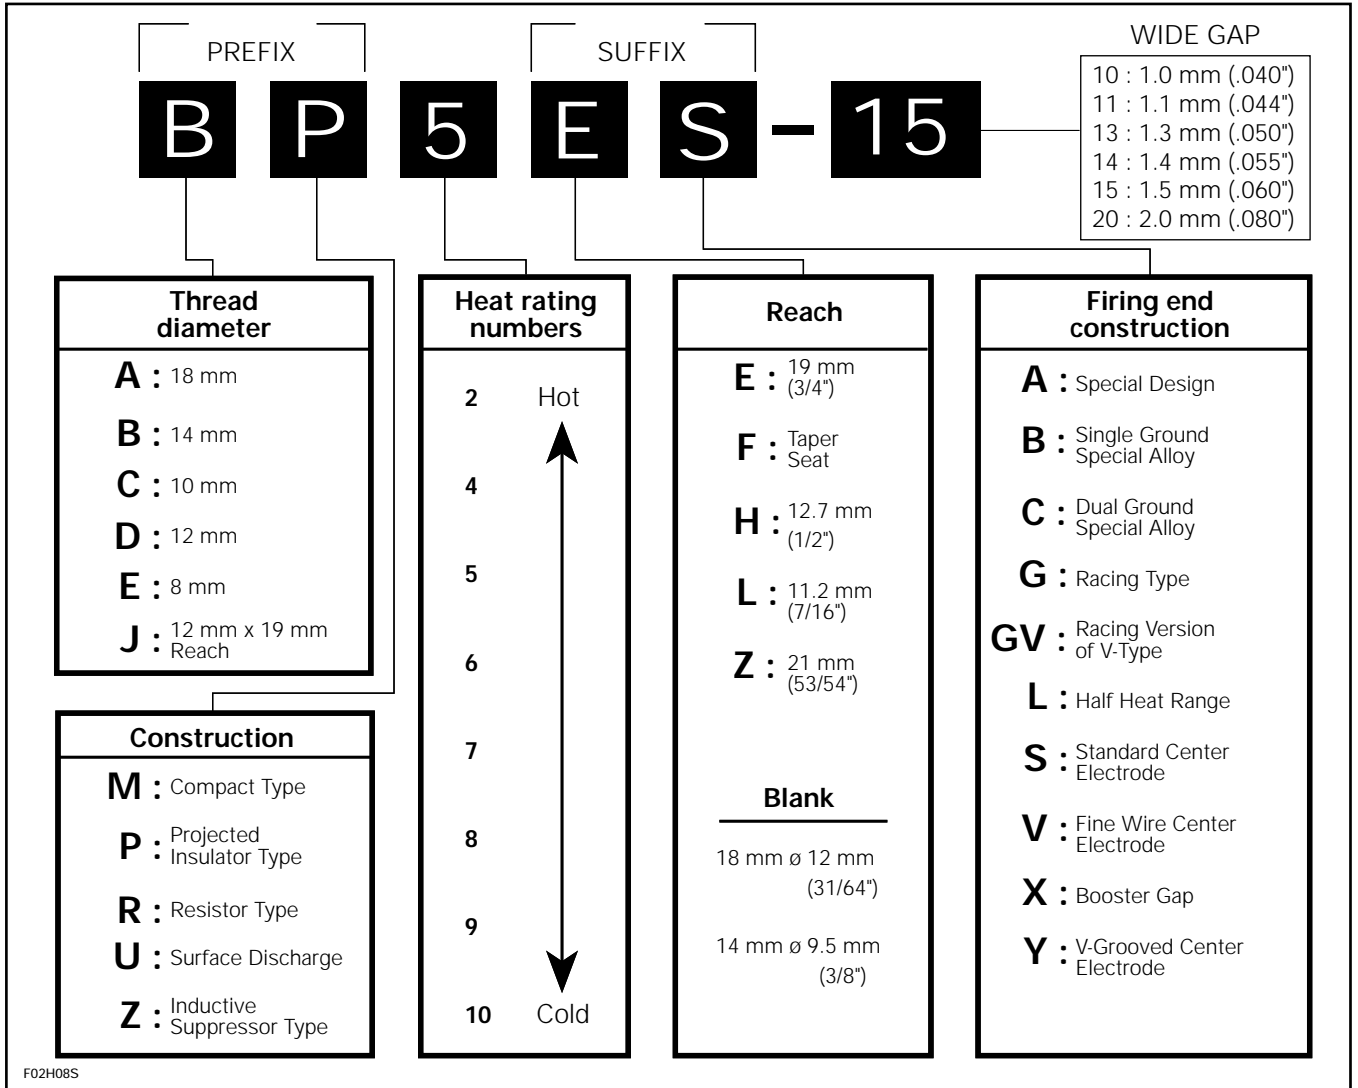 PREFIX
SUFFIX
WIDE GAP
B P 5 E S - 15
10 : 1.0 mm (.040")
11 : 1.1 mm (.044")
13 : 1.3 mm (.050")
14 : 1.4 mm (.055")
15 : 1.5 mm (.060")
20 : 2.0 mm (.080")
Thread
diameter
A : 18 mm
B : 14 mm
C : 10 mm
D : 12 mm
E : 8 mm
J : 12 mm x 19 mm
Reach
Construction
M : Compact Type
P : Projected
Insulator Type
R : Resistor Type
U : Surface Discharge
Z : Inductive
Suppressor Type
Heat rating
numbers
2 Hot
4
5
6
7
8
9
10 Cold
Reach
E : 19 mm
(3/4")
F : Taper
Seat
H : 12.7 mm
(1/2")
L : 11.2 mm
(7/16")
Z : 21 mm
(53/54")
Blank
18 mm ø 12 mm
(31/64")
14 mm ø 9.5 mm
(3/8")
Firing end
construction
A : Special Design
B : Single Ground
Special Alloy
C : Dual Ground
Special Alloy
G : Racing Type
GV : Racing Version
of V-Type
L : Half Heat Range
S : Standard Center
Electrode
V : Fine Wire Center
Electrode
X : Booster Gap
Y : V-Grooved Center
Electrode
F02H08S